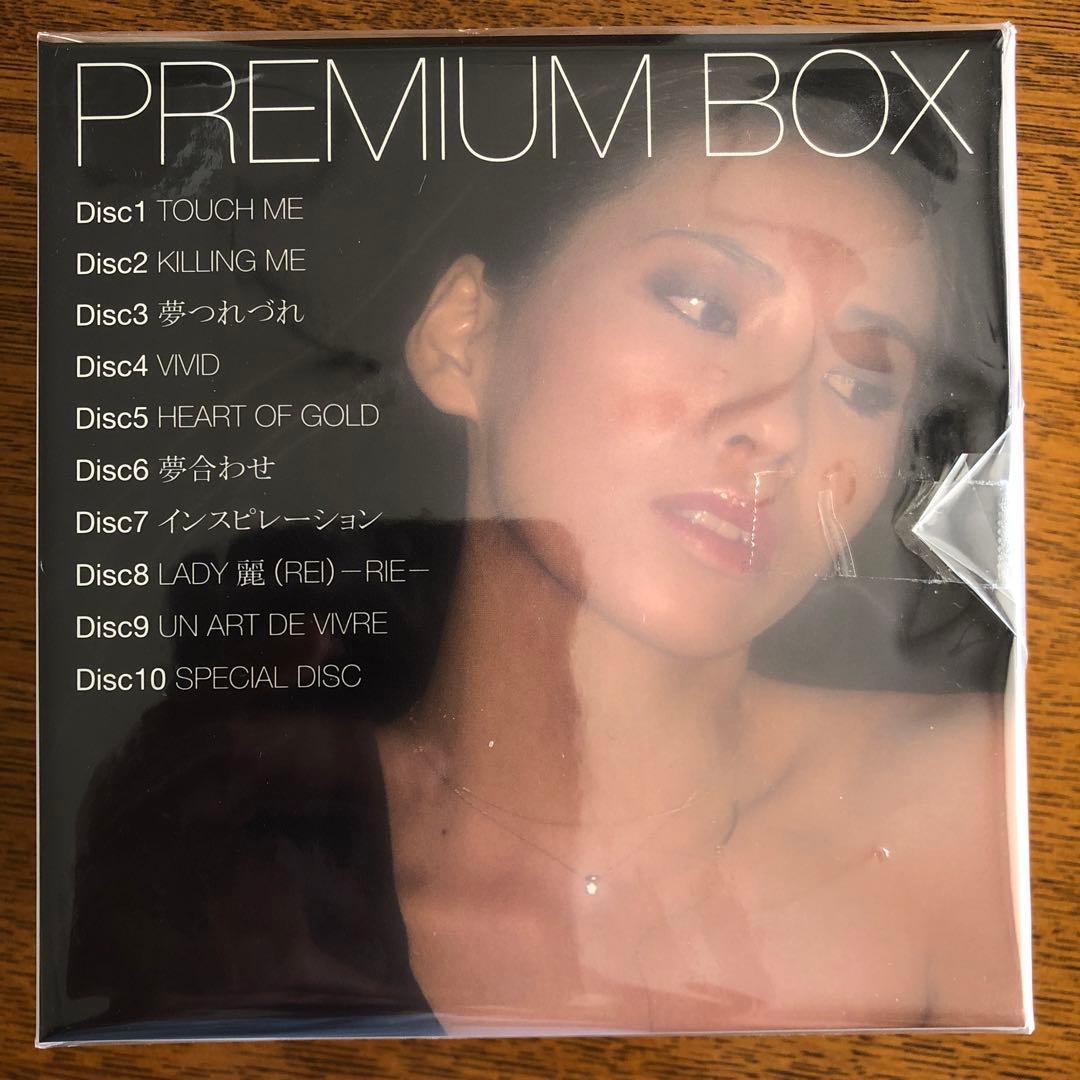 PREMIUM BOX
Disc1 TOUCH ME
Disc2 KILLING ME
Disc3 夢つれづれ
Disc4 VIVID
Disc5 HEART OF GOLD
Disc6 夢合わせ
Disc7 インスピレーション
Disc8 LADY 麗 (REI)－RIE－
Disc9 UN ART DE VIVRE
Disc10 SPECIAL DISC